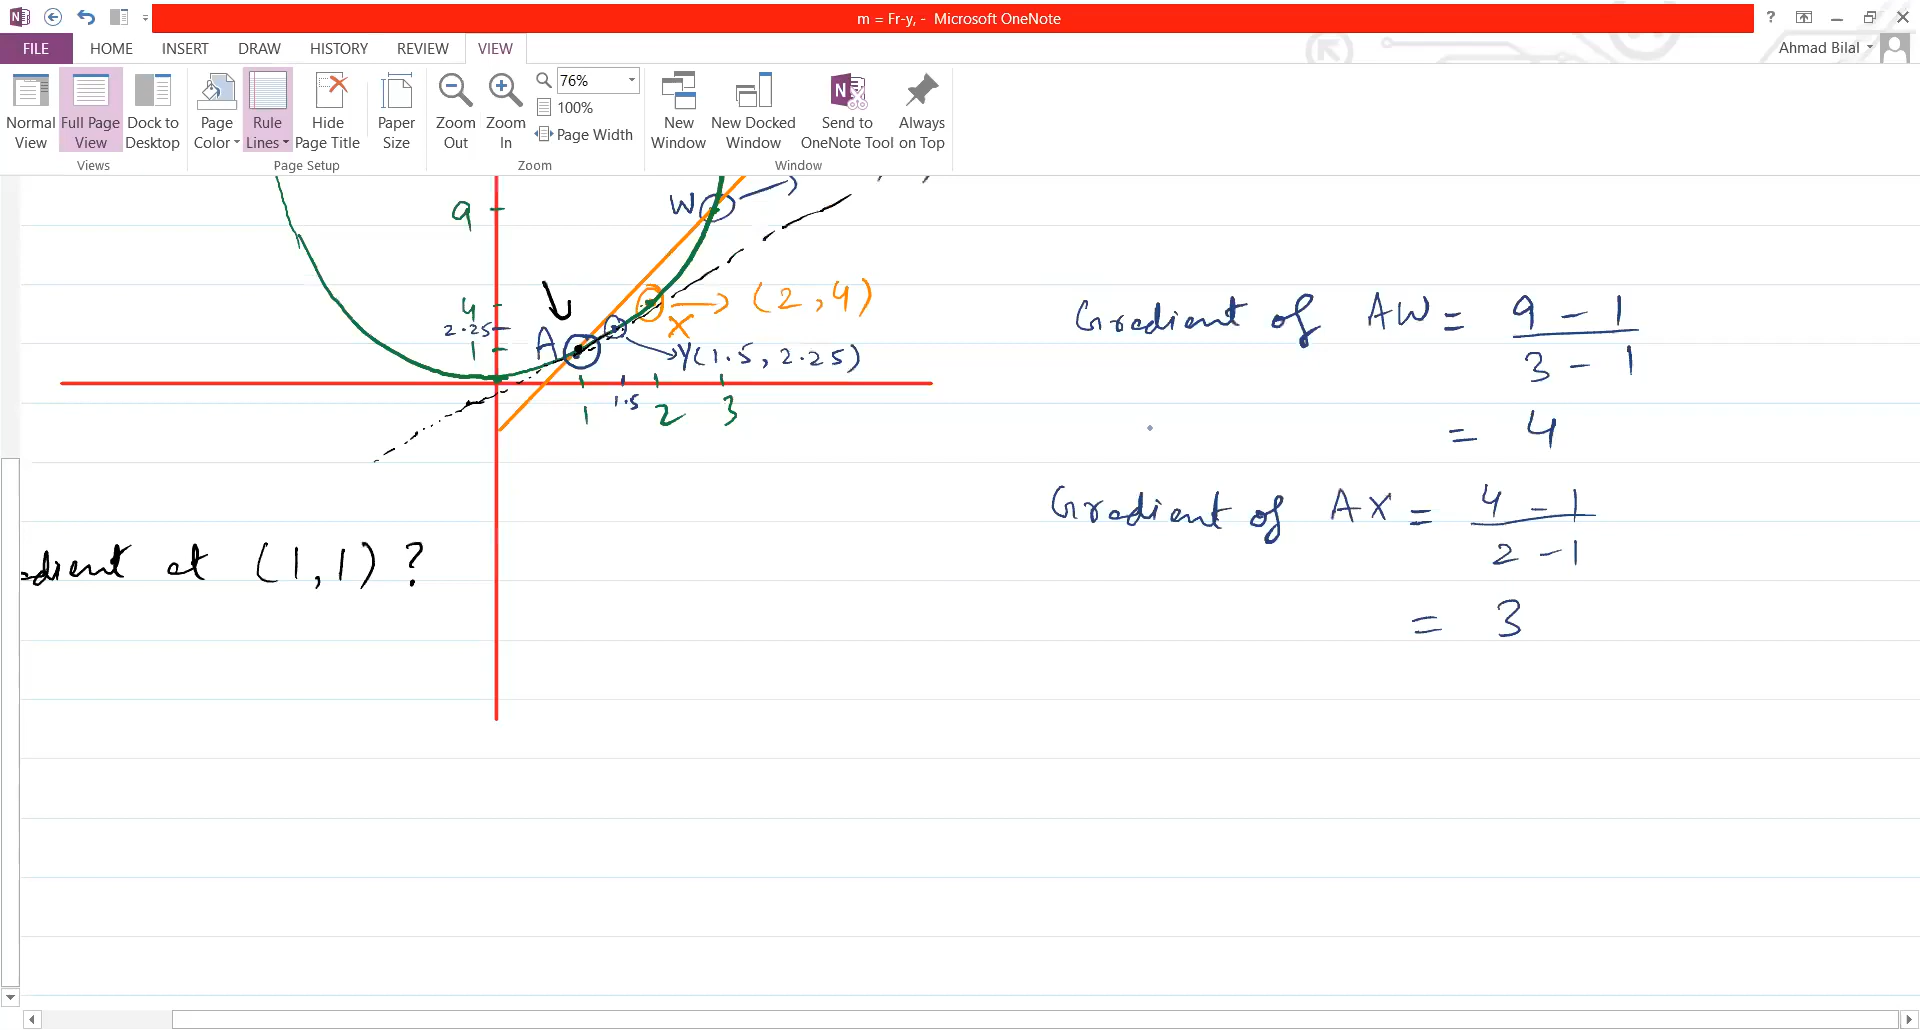 m = Fr-y, - Microsoft OneNote
?
FILE HOME INSERT DRAW HISTORY REVIEW VIEW
Ahmad Bilal
Normal View
Full Page View
Dock to Desktop
Views
Page Color
Rule Lines
Hide Page Title
Paper Size
Page Setup
Zoom Out
Zoom In
76%
100%
Page Width
Zoom
New Window
New Docked Window
Send to OneNote Tool
Always on Top
Window
9
W
4
X → (2, 4)
2.25
1
A
Y(1.5, 2.25)
1 1.5 2 3
Gradient of AW = 9 - 1
3 - 1
= 4
Gradient of AX = 4 - 1
2 - 1
= 3
dient at (1, 1) ?